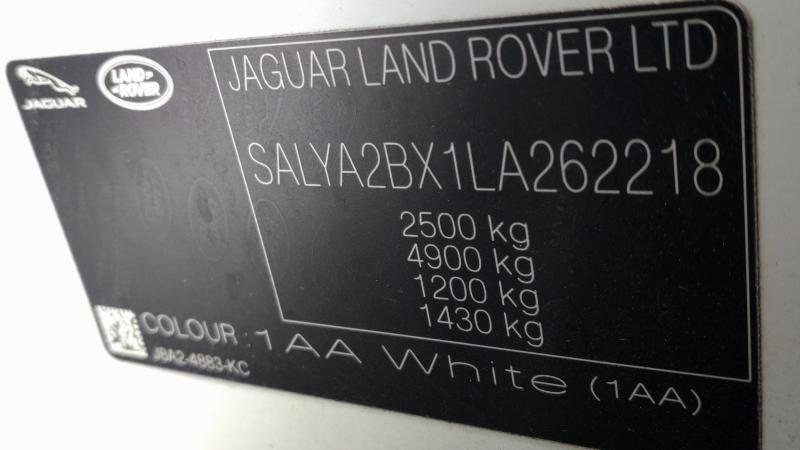 JAGUAR
LAND ROVER
JAGUAR LAND ROVER LTD
SALYA2BX1LA262218
2500 kg
4900 kg
1200 kg
1430 kg
COLOUR : 1AA White (1AA)
JBA2-4883-KC